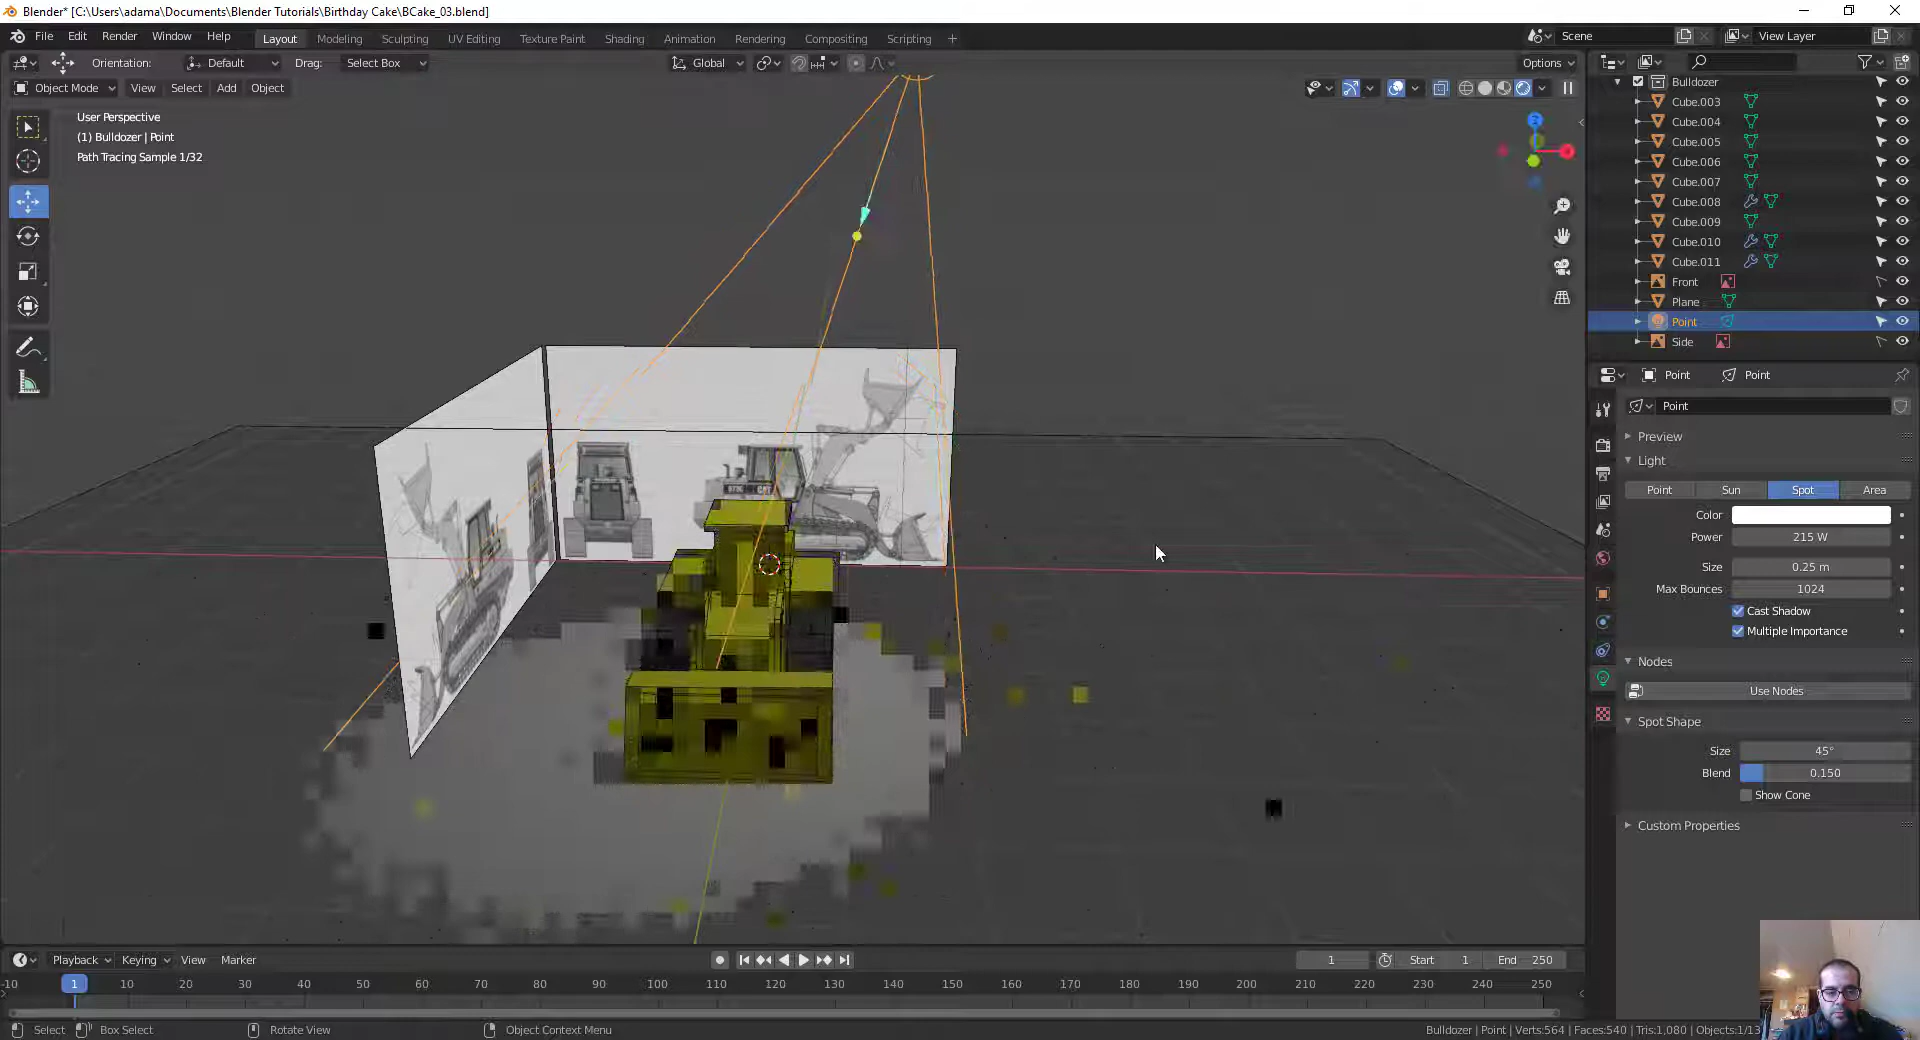 Blender* [C:\Users\adama\Documents\Blender Tutorials\Birthday Cake\BCake_03.blend]
File Edit Render Window Help
Layout Modeling Sculpting UV Editing Texture Paint Shading Animation Rendering Compositing Scripting +
Scene
View Layer
Orientation: Default Drag: Select Box
Global
Options
Object Mode View Select Add Object
User Perspective
(1) Bulldozer | Point
Path Tracing Sample 1/32
Z
Bulldozer
Cube.003
Cube.004
Cube.005
Cube.006
Cube.007
Cube.008
Cube.009
Cube.010
Cube.011
Front
Plane
Point
Side
Point Point
Point
Preview
Light
Point Sun Spot Area
Color
Power 215 W
Size 0.25 m
Max Bounces 1024
Cast Shadow
Multiple Importance
Nodes
Use Nodes
Spot Shape
Size 45°
Blend 0.150
Show Cone
Custom Properties
Playback Keying View Marker
1 Start 1 End 250
-10 1 10 20 30 40 50 60 70 80 90 100 110 120 130 140 150 160 170 180 190 200 210 220 230 240 250
Select Box Select Rotate View Object Context Menu
Bulldozer | Point | Verts:564 | Faces:540 | Tris:1,080 | Objects:1/13